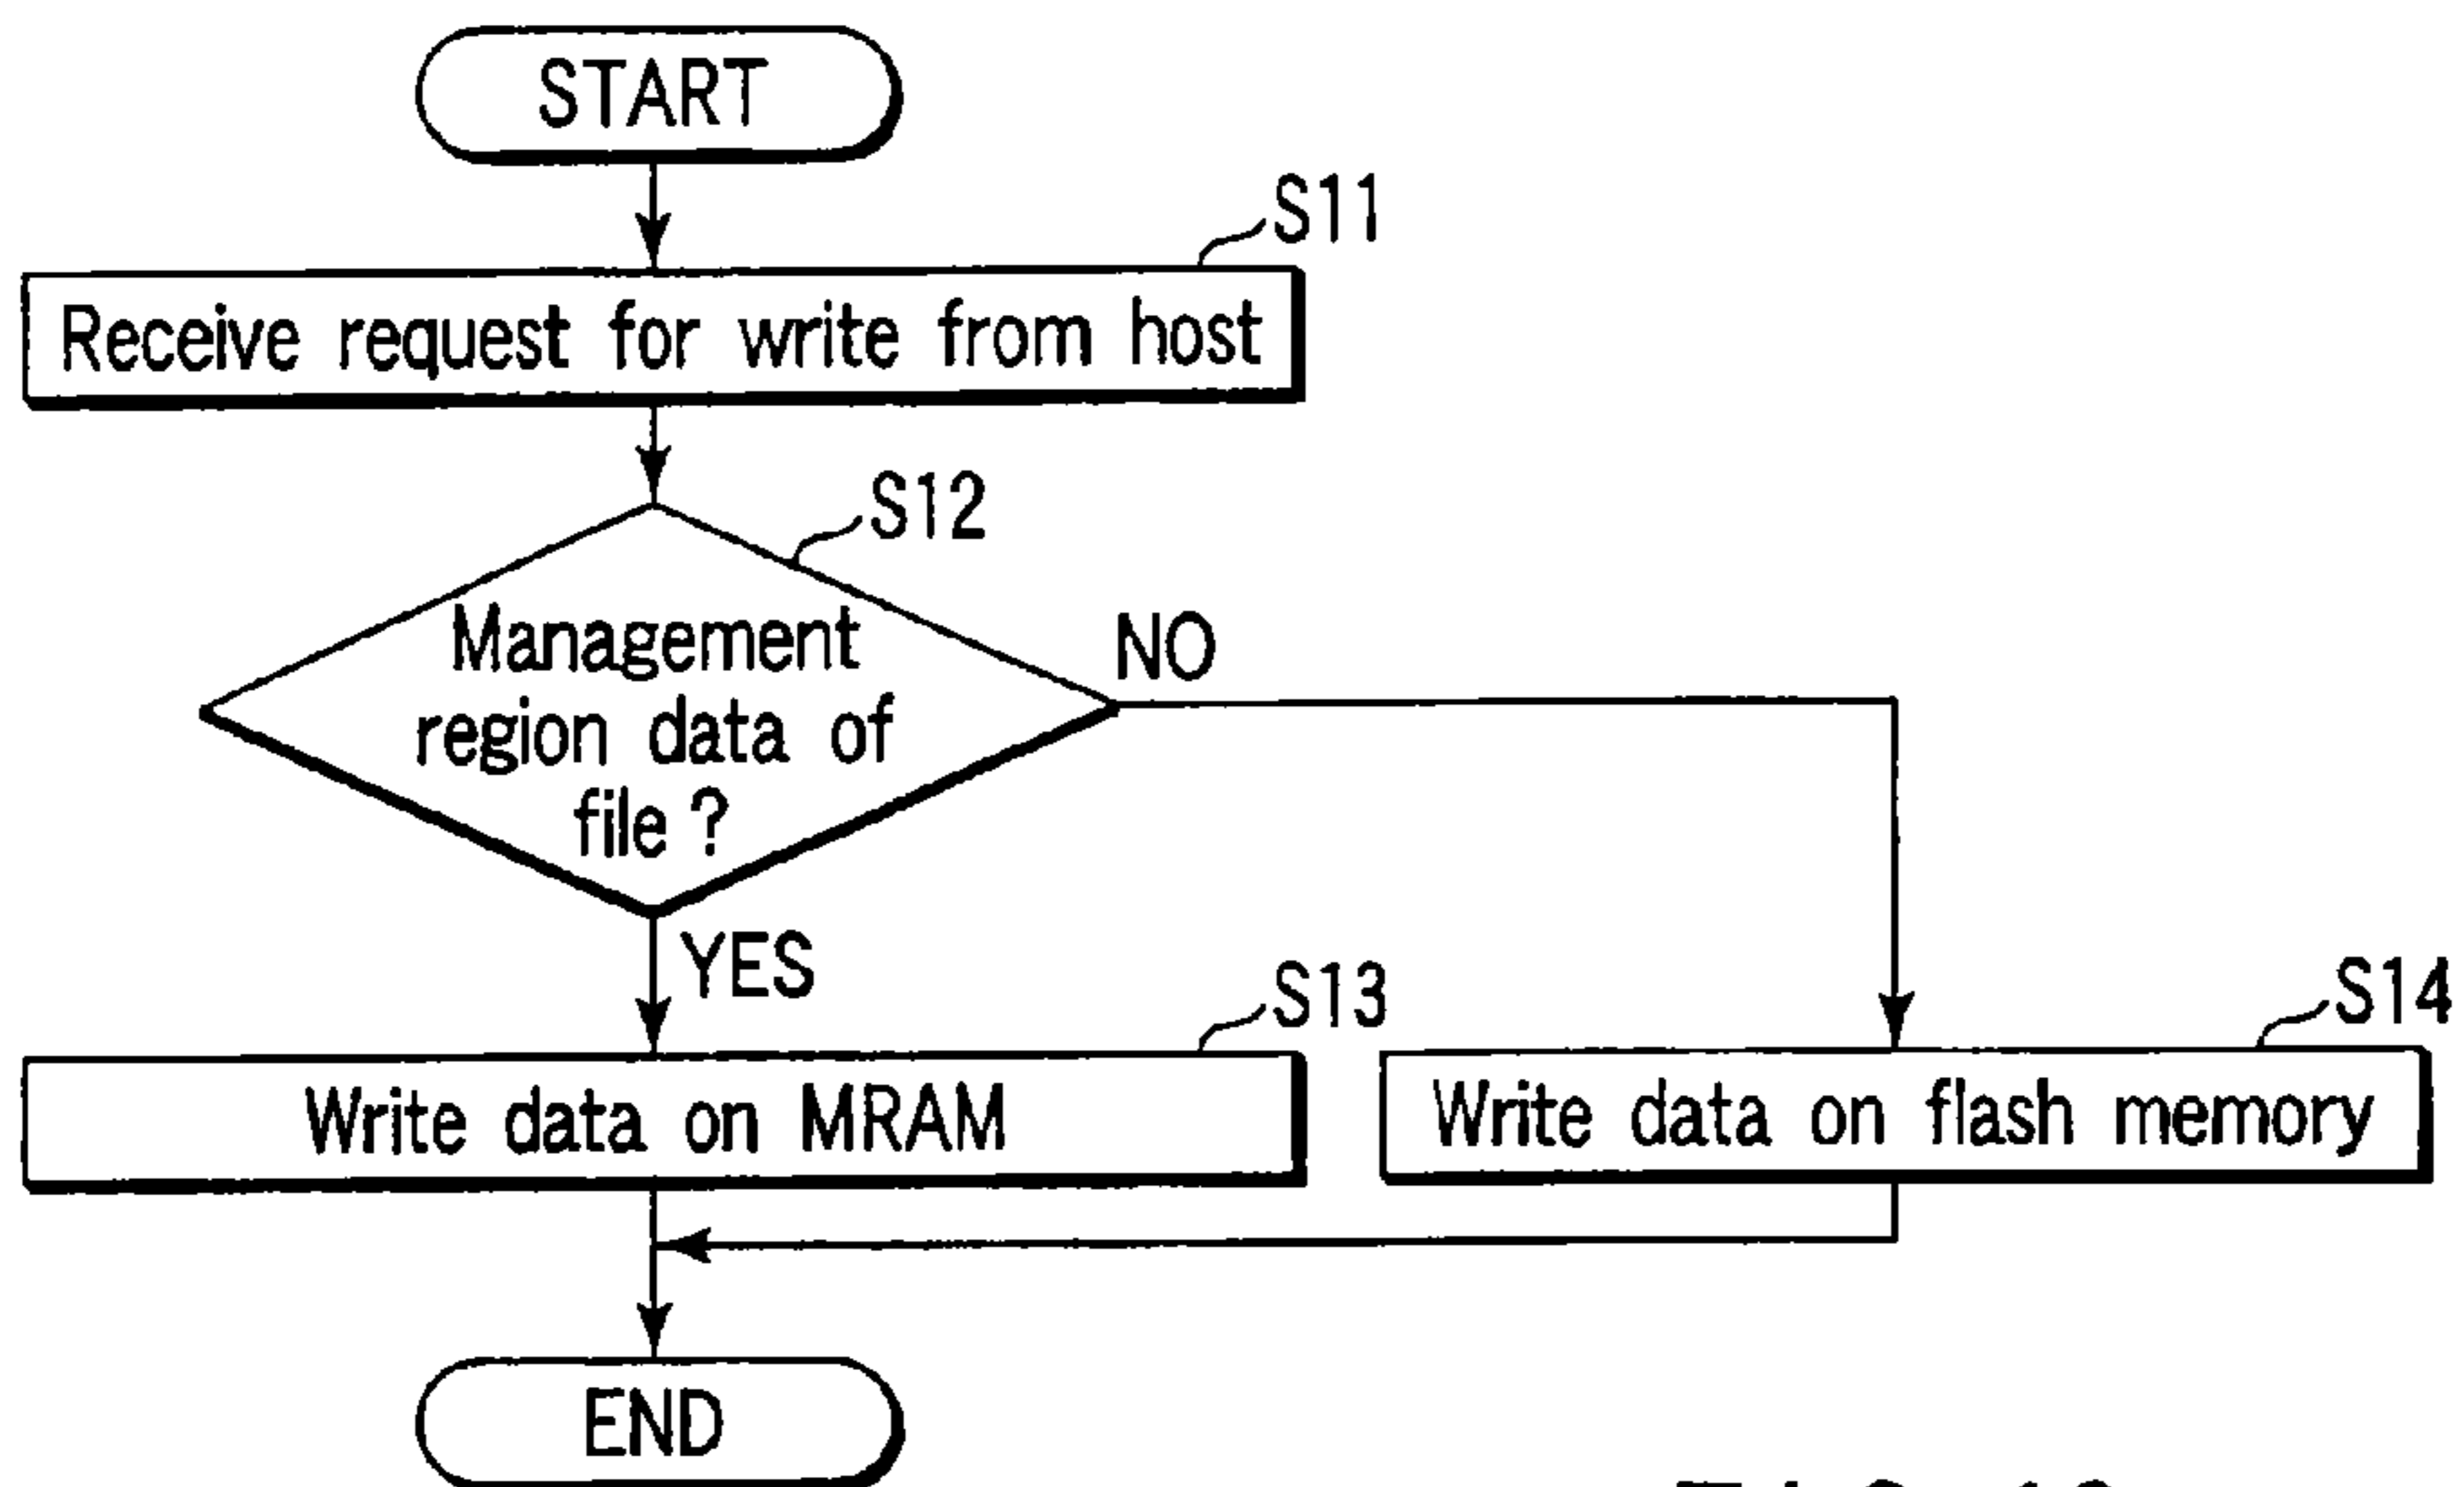 START
S11
Receive request for write from host
S12
Management
region data of
file ?
NO
YES
S13
Write data on MRAM
S14
Write data on flash memory
END